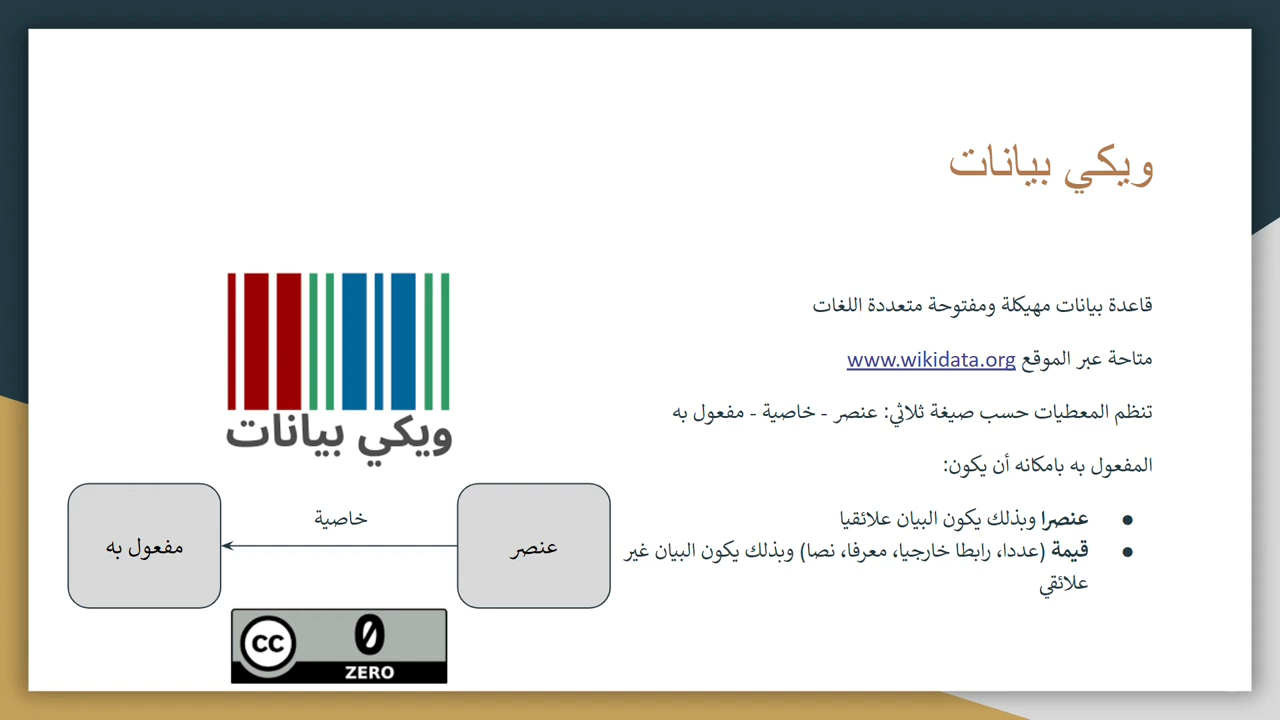 ويكي بيانات
قاعدة بيانات مهيكلة ومفتوحة متعددة اللغات
متاحة عبر الموقع www.wikidata.org
تنظم المعطيات حسب صيغة ثلاثي: عنصر - خاصية - مفعول به
المفعول به بامكانه أن يكون:
● عنصرا وبذلك يكون البيان علائقيا
● قيمة (عددا، رابطا خارجيا، معرفا، نصا) وبذلك يكون البيان غير
علائقي
ويكي بيانات
عنصر
خاصية
مفعول به
CC 0
ZERO